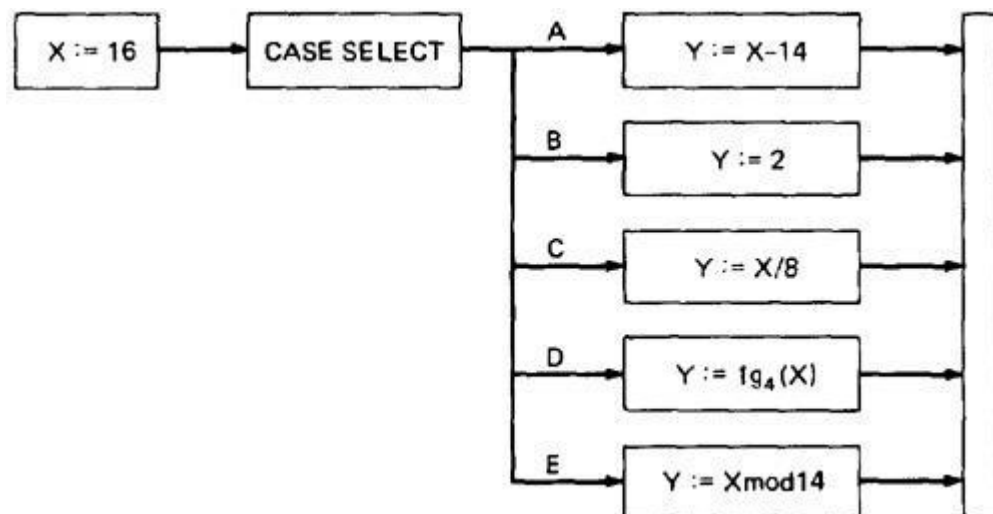 X := 16
CASE SELECT
A
Y := X-14
B
Y := 2
C
Y := X/8
D
Y := lg₄(X)
E
Y := Xmod14